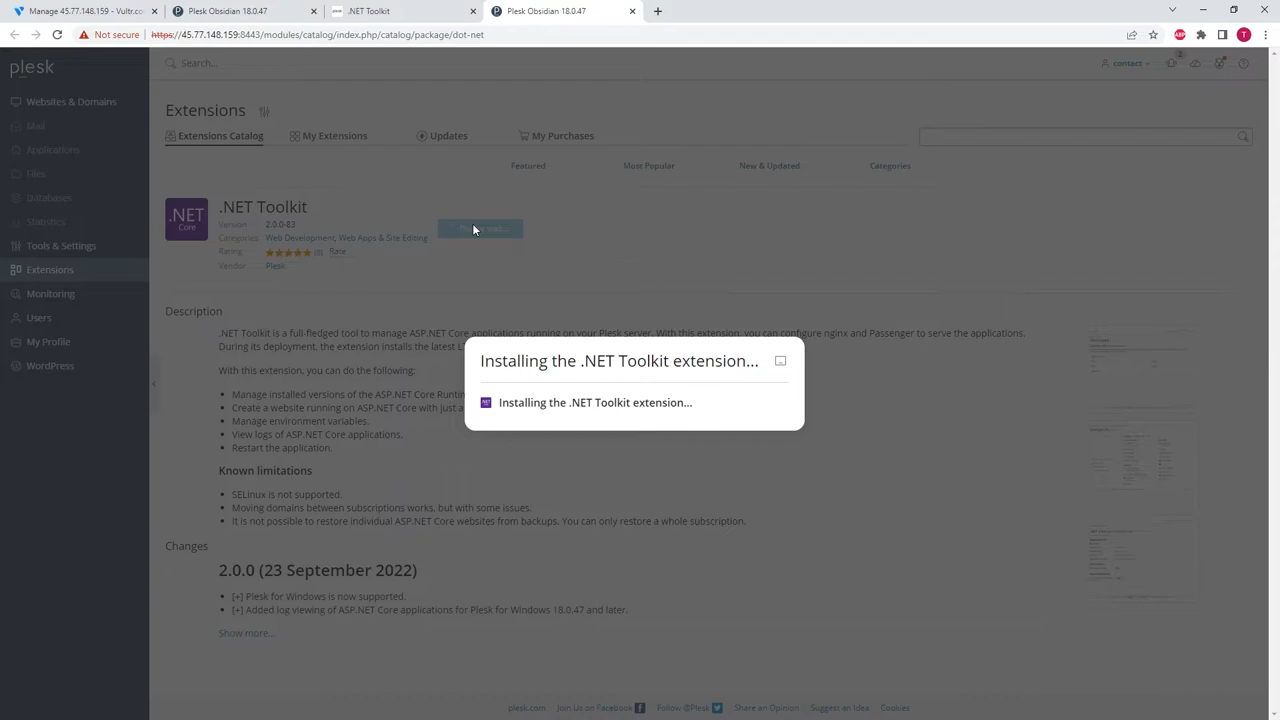 Manage 45.77.148.159 - Vultr.co
Plesk Obsidian 18.0.47
.NET Toolkit
Plesk Obsidian 18.0.47
Not secure
https://45.77.148.159:8443/modules/catalog/index.php/catalog/package/dot-net
ABP
T
plesk
Search...
contact
2
Websites & Domains
Mail
Applications
Files
Databases
Statistics
Tools & Settings
Extensions
Monitoring
Users
My Profile
WordPress
Extensions
Extensions Catalog
My Extensions
Updates
My Purchases
Featured
Most Popular
New & Updated
Categories
.NET
Core
.NET Toolkit
Version 2.0.0-83
Categories Web Development, Web Apps & Site Editing
Rating (8) Rate
Vendor Plesk
Description
.NET Toolkit is a full-fledged tool to manage ASP.NET Core applications running on your Plesk server. With this extension, you can configure nginx and Passenger to serve the applications.
During its deployment, the extension installs the latest
With this extension, you can do the following:
Manage installed versions of the ASP.NET Core
Create a website running on ASP.NET Core with just a
Manage environment variables.
View logs of ASP.NET Core applications.
Restart the application.
Installing the .NET Toolkit extension...
Installing the .NET Toolkit extension...
Known limitations
SELinux is not supported.
Moving domains between subscriptions works, but with some issues.
It is not possible to restore individual ASP.NET Core websites from backups. You can only restore a whole subscription.
Changes
2.0.0 (23 September 2022)
[+] Plesk for Windows is now supported.
[+] Added log viewing of ASP.NET Core applications for Plesk for Windows 18.0.47 and later.
Show more...
plesk.com
Join Us on Facebook
Follow @Plesk
Share an Opinion
Suggest an Idea
Cookies